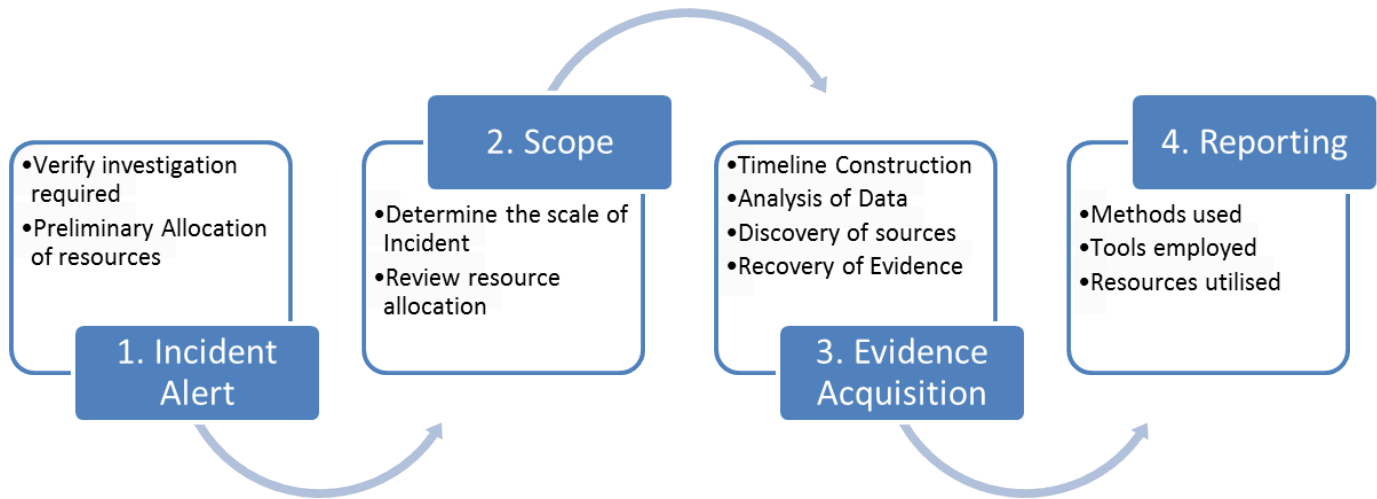 •Verify investigation
required
•Preliminary Allocation
of resources
1. Incident
Alert
2. Scope
•Determine the scale of
Incident
•Review resource
allocation
•Timeline Construction
•Analysis of Data
•Discovery of sources
•Recovery of Evidence
3. Evidence
Acquisition
4. Reporting
•Methods used
•Tools employed
•Resources utilised